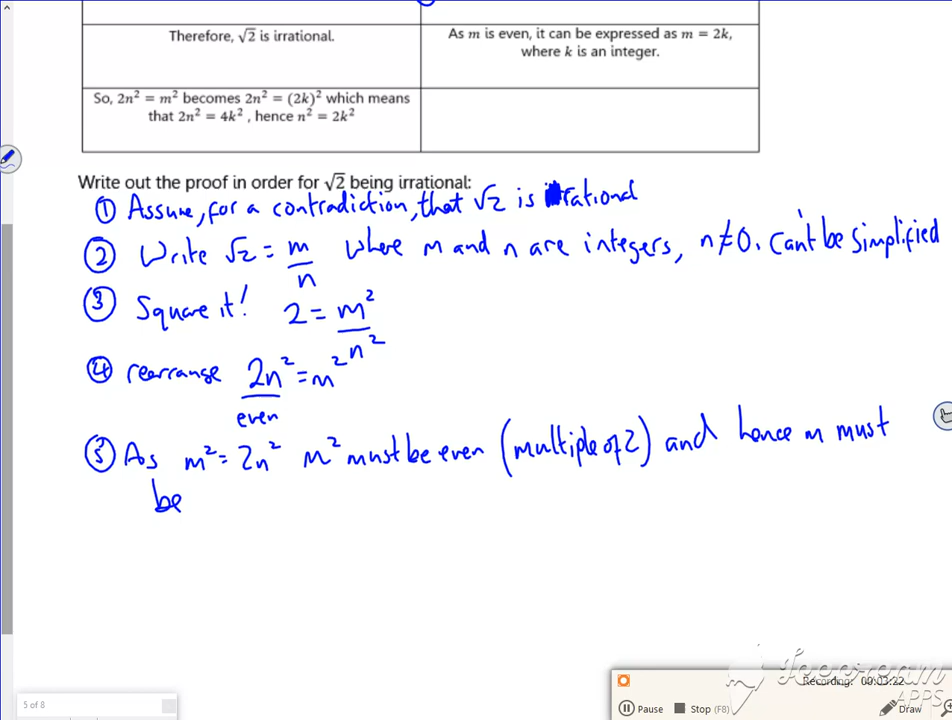 Therefore, √2 is irrational.
As m is even, it can be expressed as m = 2k,
where k is an integer.
So, 2n² = m² becomes 2n² = (2k)² which means
that 2n² = 4k² , hence n² = 2k²
Write out the proof in order for √2 being irrational:
① Assume, for a contradiction, that √2 is rational
② Write √2 = m/n where m and n are integers, n≠0. Can't be simplified
③ Square it! 2 = m²/n²
④ rearrange 2n² = m²
even
⑤ As m² = 2n² m² must be even (multiple of 2) and hence m must
be
5 of 8
Recording: 00:03:22
APPS
Pause Stop (F8) Draw